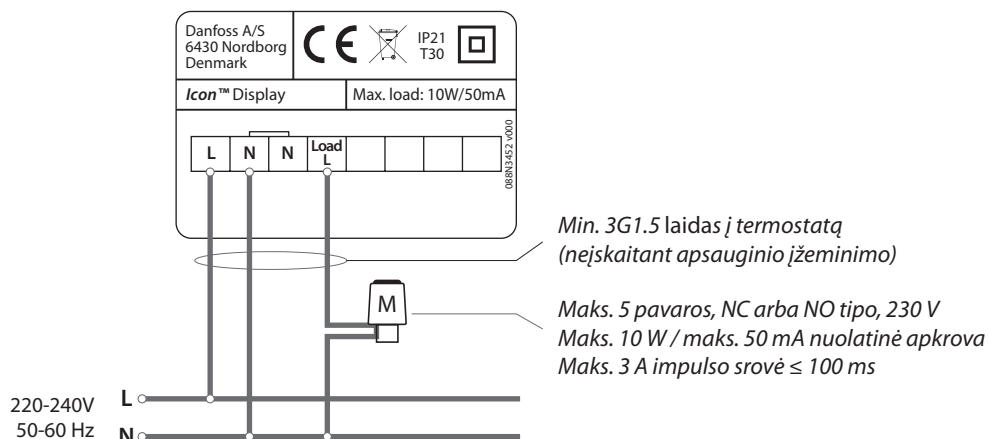 Danfoss A/S
6430 Nordborg
Denmark
IP21
T30
Icon™ Display
Max. load: 10W/50mA
L N N Load L
088N3452 v000
Min. 3G1.5 laidas į termostatą
(neįskaitant apsauginio įžeminimo)
M
Maks. 5 pavaros, NC arba NO tipo, 230 V
Maks. 10 W / maks. 50 mA nuolatinė apkrova
Maks. 3 A impulso srovė ≤ 100 ms
220-240V
50-60 Hz
L
N